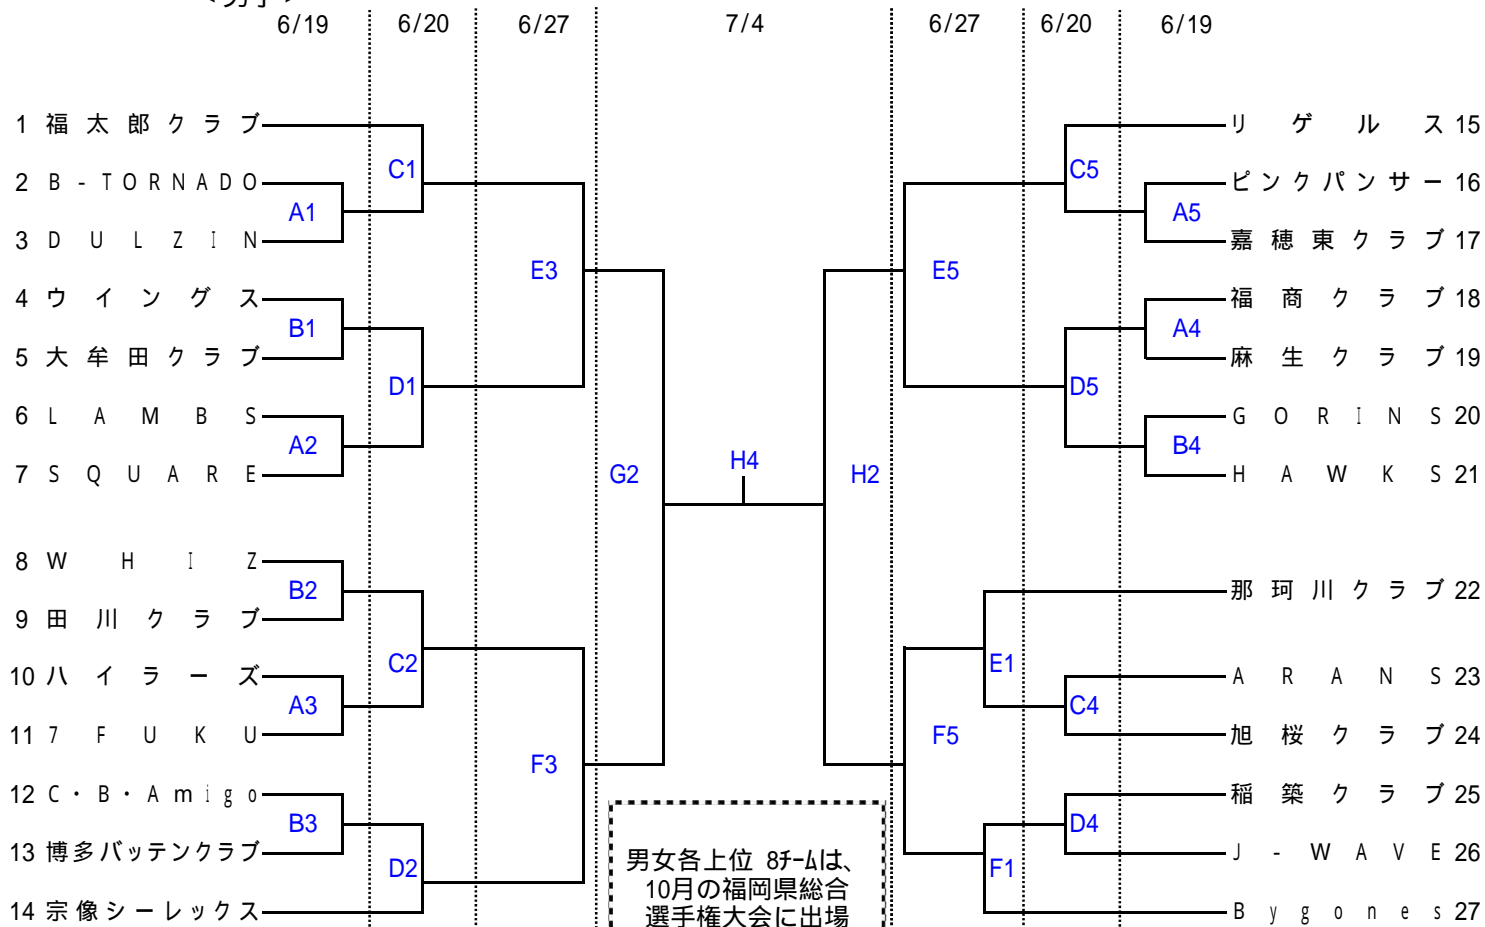 ＜男子＞
6/19 6/20 6/27 7/4 6/27 6/20 6/19
1 福太郎クラブ
2 B-TORNADO
3 DULZIN
4 ウイングス
5 大牟田クラブ
6 LAMBS
7 SQUARE
8 WHIZ
9 田川クラブ
10 ハイラーズ
11 7FUKU
12 C・B・Amigo
13 博多バッテンクラブ
14 宗像シーレックス
A1
B1
A2
B2
A3
B3
C1
D1
C2
D2
E3
F3
G2
H4
H2
E5
F5
E1
F1
C5
D5
C4
D4
A5
A4
B4
リゲルス 15
ピンクパンサー 16
嘉穂東クラブ 17
福商クラブ 18
麻生クラブ 19
GORINS 20
HAWKS 21
那珂川クラブ 22
ARANS 23
旭桜クラブ 24
稲築クラブ 25
J-WAVE 26
Bygones 27
男女各上位 8ﾁｰﾑは、
10月の福岡県総合
選手権大会に出場